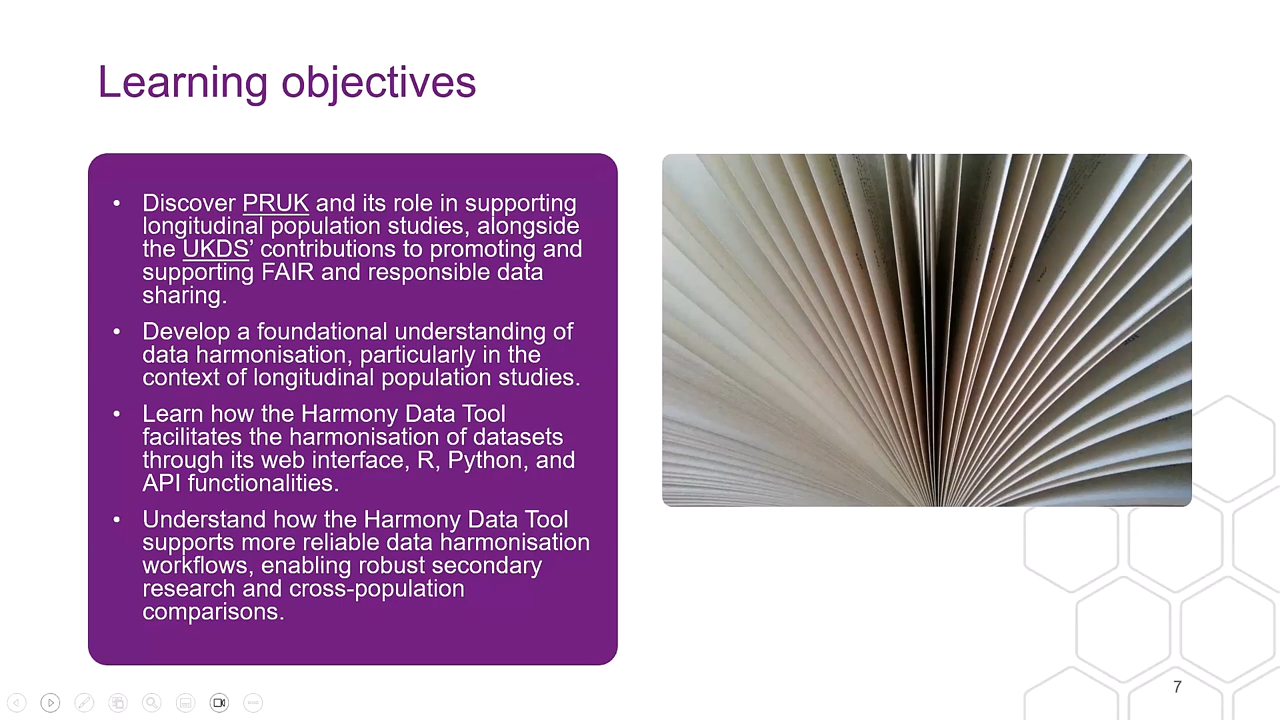 Learning objectives
• Discover PRUK and its role in supporting
longitudinal population studies, alongside
the UKDS’ contributions to promoting and
supporting FAIR and responsible data
sharing.
• Develop a foundational understanding of
data harmonisation, particularly in the
context of longitudinal population studies.
• Learn how the Harmony Data Tool
facilitates the harmonisation of datasets
through its web interface, R, Python, and
API functionalities.
• Understand how the Harmony Data Tool
supports more reliable data harmonisation
workflows, enabling robust secondary
research and cross-population
comparisons.
7